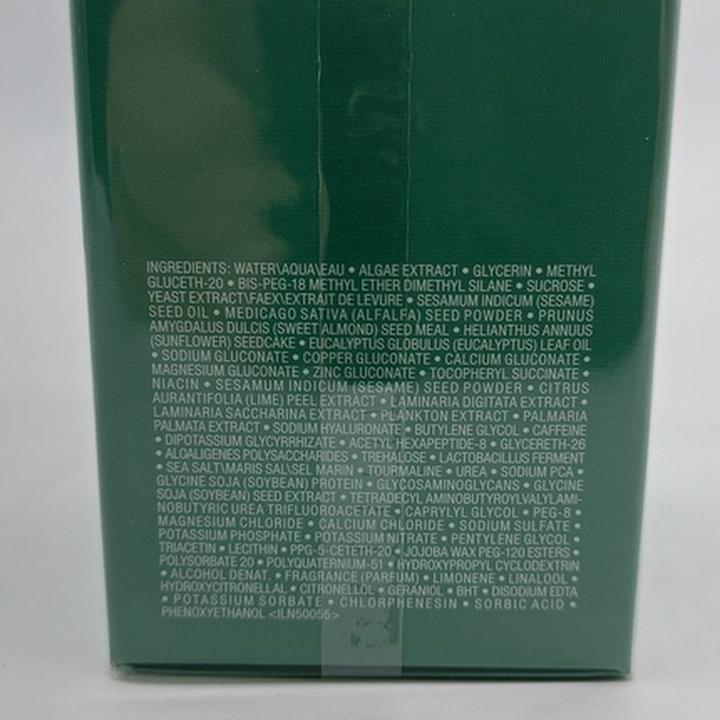 INGREDIENTS: WATER\AQUA\EAU • ALGAE EXTRACT • GLYCERIN • METHYL
GLUCETH-20 • BIS-PEG-18 METHYL ETHER DIMETHYL SILANE • SUCROSE •
YEAST EXTRACT\FAEX\EXTRAIT DE LEVURE • SESAMUM INDICUM (SESAME)
SEED OIL • MEDICAGO SATIVA (ALFALFA) SEED POWDER • PRUNUS
AMYGDALUS DULCIS (SWEET ALMOND) SEED MEAL • HELIANTHUS ANNUUS
(SUNFLOWER) SEEDCAKE • EUCALYPTUS GLOBULUS (EUCALYPTUS) LEAF OIL
• SODIUM GLUCONATE • COPPER GLUCONATE • CALCIUM GLUCONATE •
MAGNESIUM GLUCONATE • ZINC GLUCONATE • TOCOPHERYL SUCCINATE •
NIACIN • SESAMUM INDICUM (SESAME) SEED POWDER • CITRUS
AURANTIFOLIA (LIME) PEEL EXTRACT • LAMINARIA DIGITATA EXTRACT •
LAMINARIA SACCHARINA EXTRACT • PLANKTON EXTRACT • PALMARIA
PALMATA EXTRACT • SODIUM HYALURONATE • BUTYLENE GLYCOL • CAFFEINE
• DIPOTASSIUM GLYCYRRHIZATE • ACETYL HEXAPEPTIDE-8 • GLYCERETH-26
• ALOALIGENES POLYSACCHARIDES • TREHALOSE • LACTOBACILLUS FERMENT
• SEA SALT\MARIS SAL\SEL MARIN • TOURMALINE • UREA • SODIUM PCA •
GLYCINE SOJA (SOYBEAN) PROTEIN • GLYCOSAMINOGLYCANS • GLYCINE
SOJA (SOYBEAN) SEED EXTRACT • TETRADECYL AMINOBUTYROYLVALYLAMI-
NOBUTYRIC UREA TRIFLUOROACETATE • CAPRYLYL GLYCOL • PEG-8 •
MAGNESIUM CHLORIDE • CALCIUM CHLORIDE • SODIUM SULFATE •
POTASSIUM PHOSPHATE • POTASSIUM NITRATE • PENTYLENE GLYCOL •
TRIACETIN • LECITHIN • PPG-5-CETETH-20 • JOJOBA WAX PEG-120 ESTERS •
POLYSORBATE 20 • POLYQUATERNIUM-51 • HYDROXYPROPYL CYCLODEXTRIN
• ALCOHOL DENAT. • FRAGRANCE (PARFUM) • LIMONENE • LINALOOL •
HYDROXYCITRONELLAL • CITRONELLOL • GERANIOL • BHT • DISODIUM EDTA
• POTASSIUM SORBATE • CHLORPHENESIN • SORBIC ACID •
PHENOXYETHANOL <ILN50055>